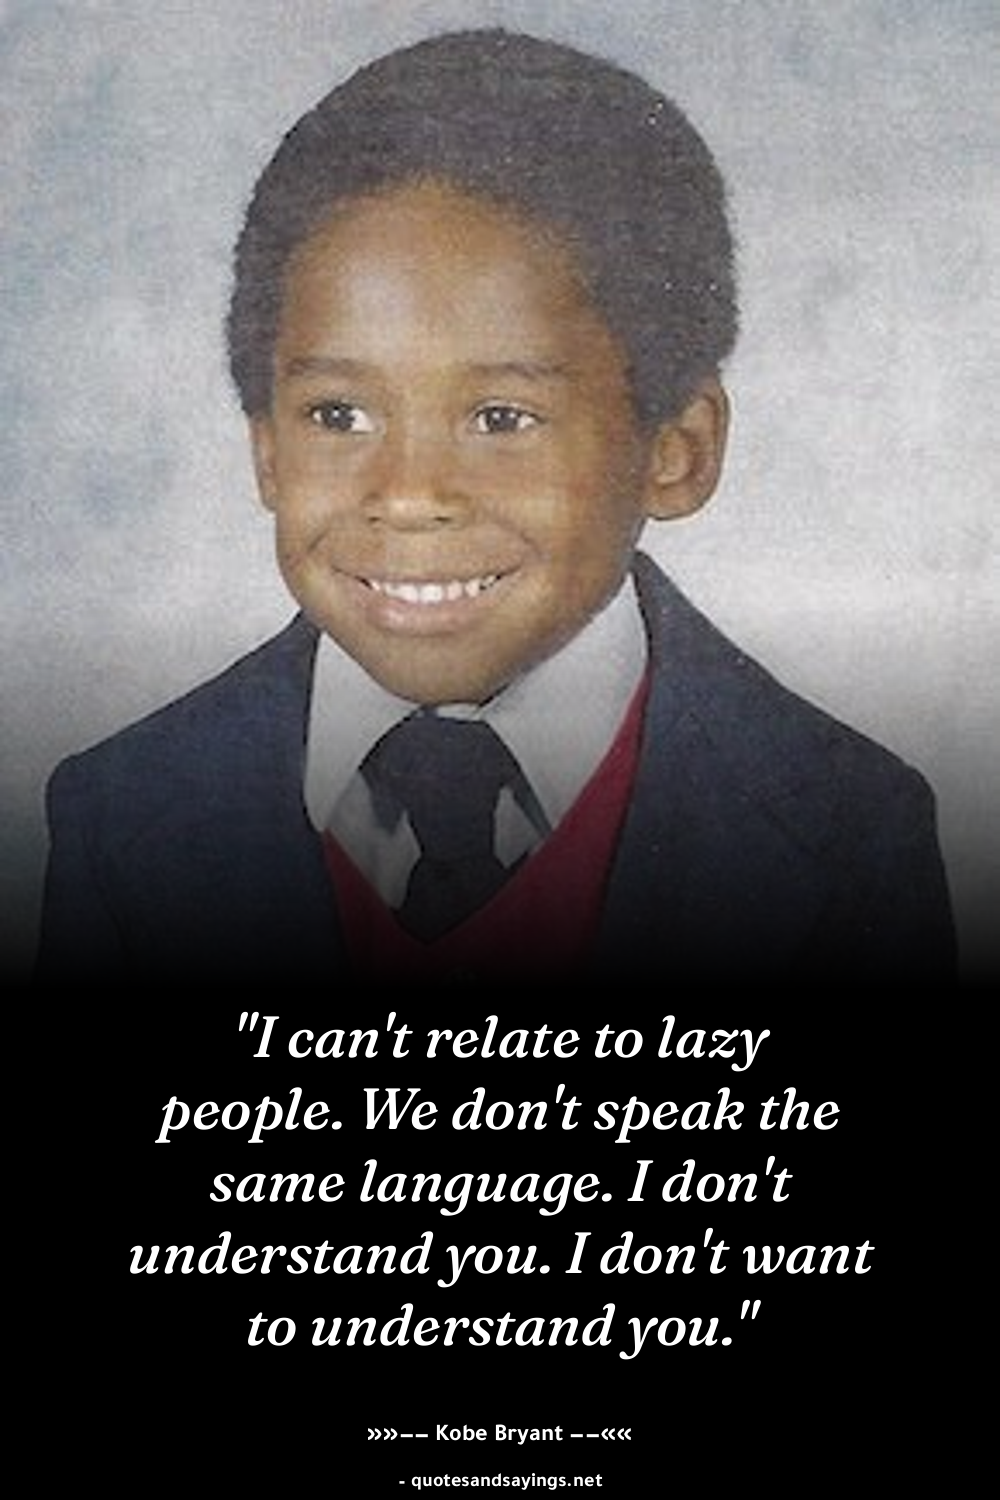 "I can't relate to lazy
people. We don't speak the
same language. I don't
understand you. I don't want
to understand you."
»»–– Kobe Bryant ––««
- quotesandsayings.net